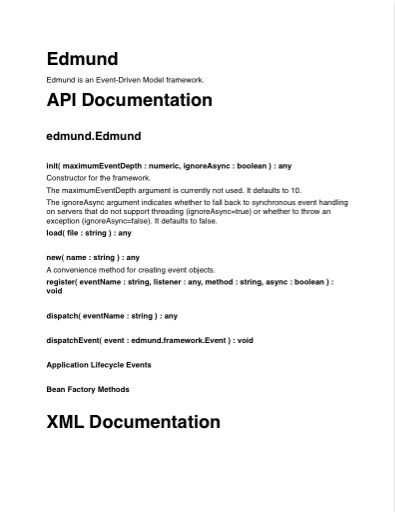 Edmund
Edmund is an Event-Driven Model framework.
API Documentation
edmund.Edmund
init( maximumEventDepth : numeric, ignoreAsync : boolean ) : any
Constructor for the framework.
The maximumEventDepth argument is currently not used. It defaults to 10.
The ignoreAsync argument indicates whether to fall back to synchronous event handling
on servers that do not support threading (ignoreAsync=true) or whether to throw an
exception (ignoreAsync=false). It defaults to false.
load( file : string ) : any
new( name : string ) : any
A convenience method for creating event objects.
register( eventName : string, listener : any, method : string, async : boolean ) :
void
dispatch( eventName : string ) : any
dispatchEvent( event : edmund.framework.Event ) : void
Application Lifecycle Events
Bean Factory Methods
XML Documentation